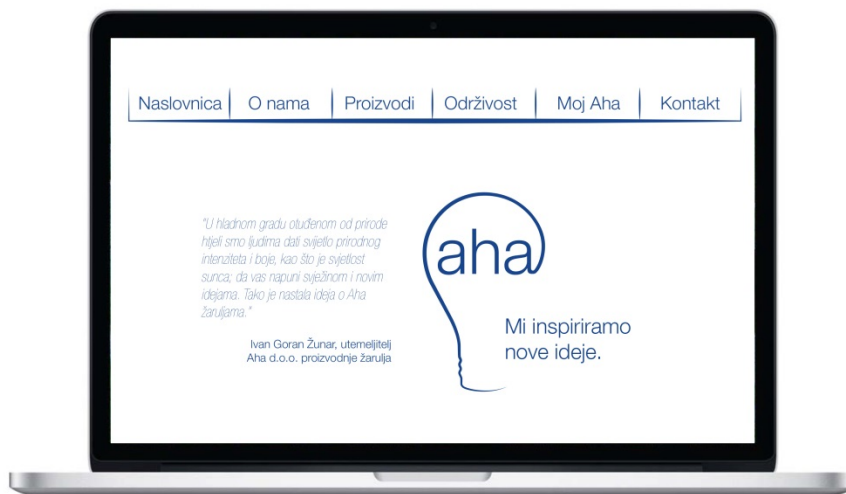 Naslovnica O nama Proizvodi Održivost Moj Aha Kontakt
"U hladnom gradu otuđenom od prirode
htjeli smo ljudima dati svijetlo prirodnog
intenziteta i boje, kao što je svjetlost
sunca; da vas napuni svježinom i novim
idejama. Tako je nastala ideja o Aha
žaruljama."
Ivan Goran Žunar, utemeljitelj
Aha d.o.o. proizvodnje žarulja
aha
Mi inspiriramo
nove ideje.